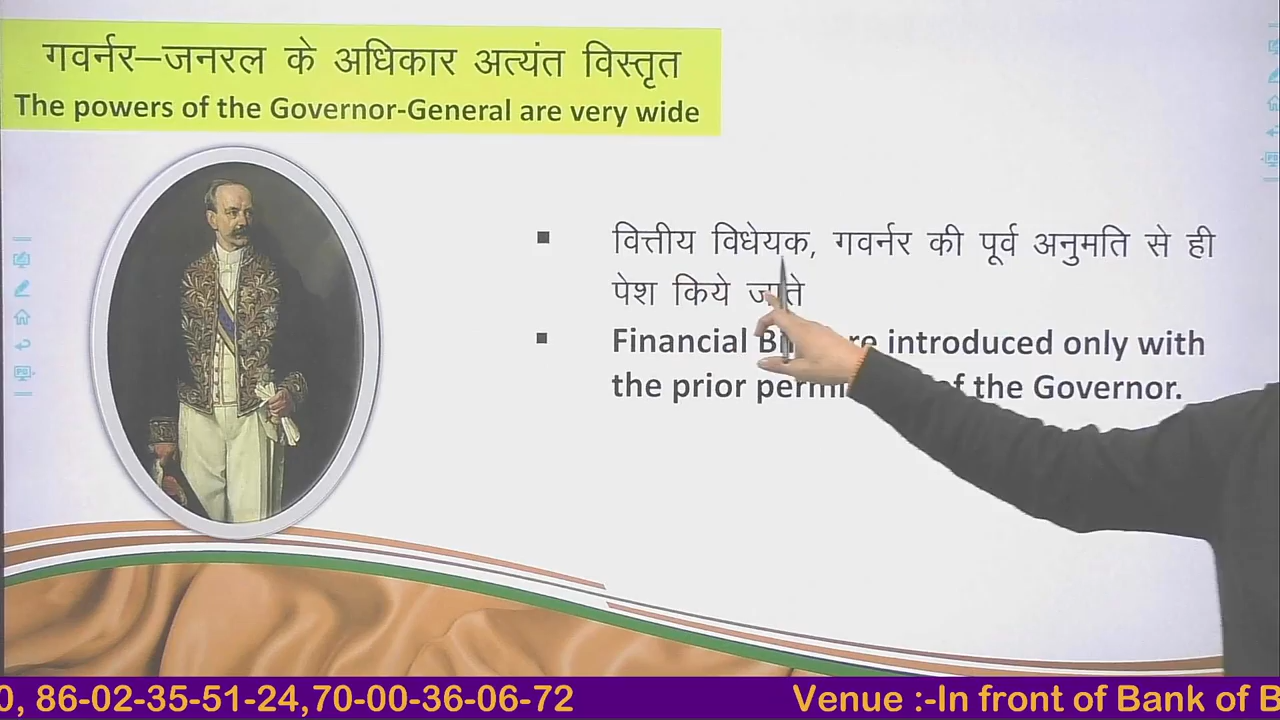 गवर्नर–जनरल के अधिकार अत्यंत विस्तृत
The powers of the Governor-General are very wide
वित्तीय विधेयक, गवर्नर की पूर्व अनुमति से ही
पेश किये जाते
Financial introduced only with
the prior of the Governor.
0, 86-02-35-51-24,70-00-36-06-72 Venue :-In front of Bank of B